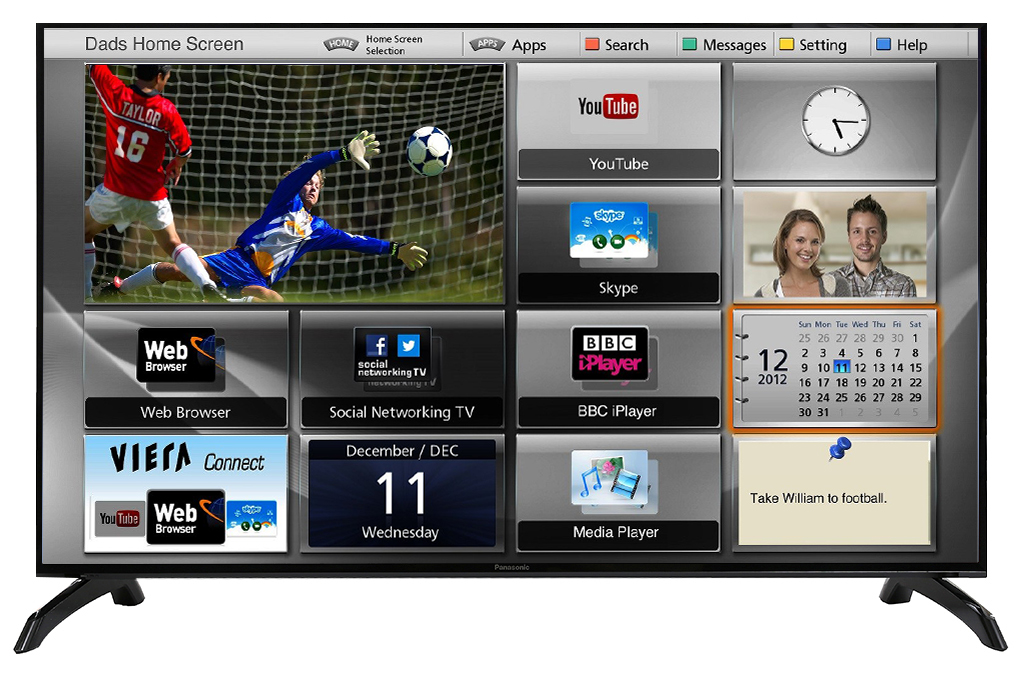 Dads Home Screen
HOME
Home Screen
Selection
APPS
Apps
Search
Messages
Setting
Help
TAYLOR
16
YouTube
YouTube
skype
Skype
Web
Browser
Web Browser
social
networking TV
networking TV
Social Networking TV
BBC
iPlayer
BBC iPlayer
12
2012
Sun Mon Tue Wed Thu Fri Sat
25 26 27 28 29 30 1
2 3 4 5 6 7 8
9 10 11 12 13 14 15
16 17 18 19 20 21 22
23 24 25 26 27 28 29
30 31 1 2 3 4 5
VIERA Connect
YouTube
Web
Browser
skype
December / DEC
11
Wednesday
Media Player
Take William to football.
Panasonic